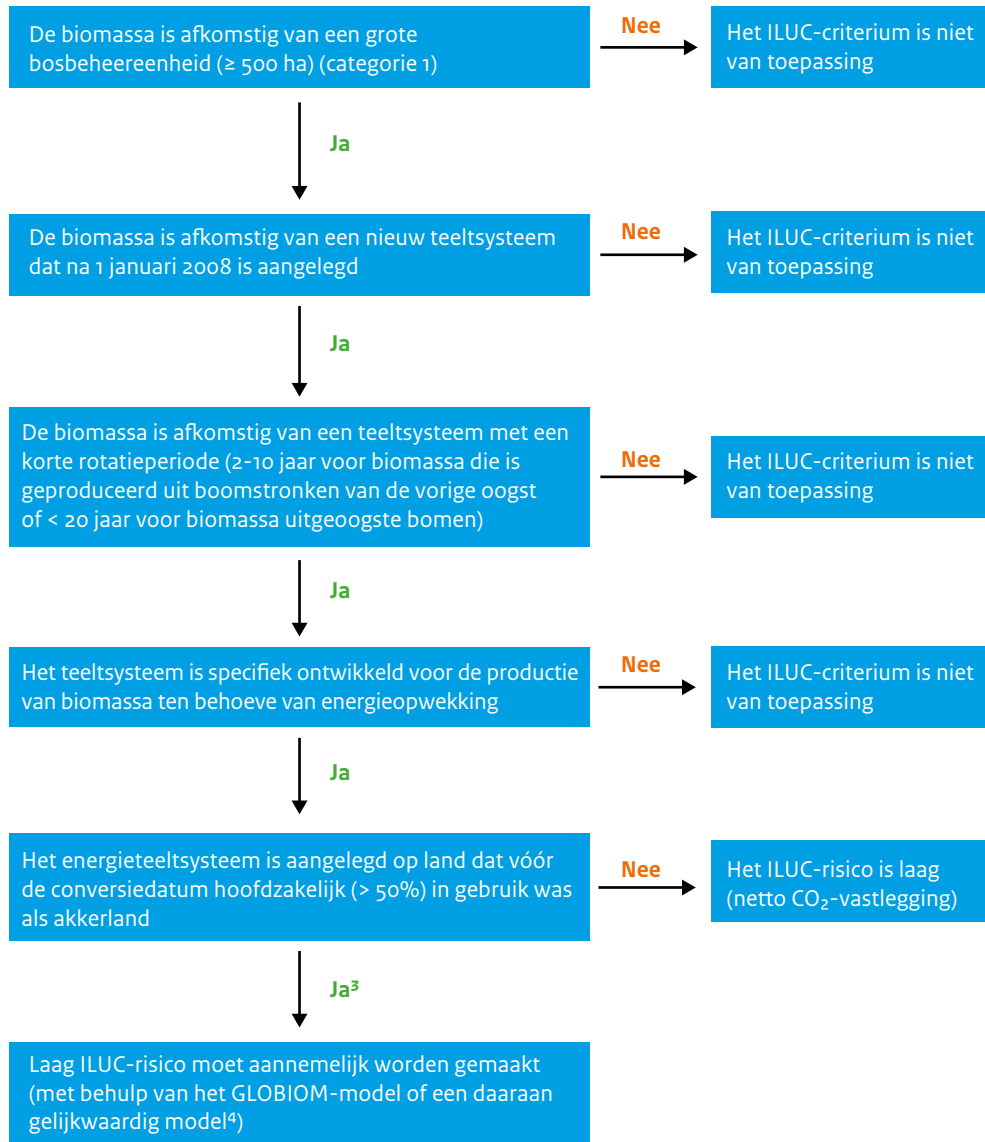 De biomassa is afkomstig van een grote
bosbeheereenheid (≥ 500 ha) (categorie 1)
Nee
Het ILUC-criterium is niet
van toepassing
Ja
De biomassa is afkomstig van een nieuw teeltsysteem
dat na 1 januari 2008 is aangelegd
Nee
Het ILUC-criterium is niet
van toepassing
Ja
De biomassa is afkomstig van een teeltsysteem met een
korte rotatieperiode (2-10 jaar voor biomassa die is
geproduceerd uit boomstronken van de vorige oogst
of < 20 jaar voor biomassa uitgeoogste bomen)
Nee
Het ILUC-criterium is niet
van toepassing
Ja
Het teeltsysteem is specifiek ontwikkeld voor de productie
van biomassa ten behoeve van energieopwekking
Nee
Het ILUC-criterium is niet
van toepassing
Ja
Het energieteeltsysteem is aangelegd op land dat vóór
de conversiedatum hoofdzakelijk (> 50%) in gebruik was
als akkerland
Nee
Het ILUC-risico is laag
(netto CO₂-vastlegging)
Ja³
Laag ILUC-risico moet aannemelijk worden gemaakt
(met behulp van het GLOBIOM-model of een daaraan
gelijkwaardig model⁴)